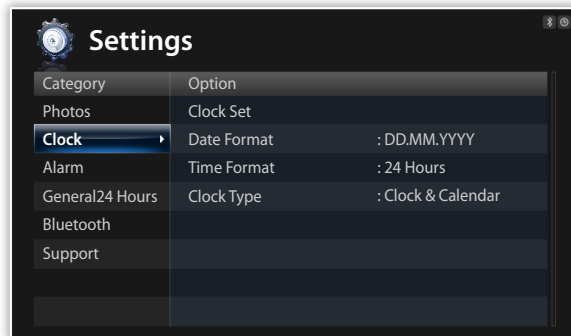 Settings
Category Option
Photos Clock Set
Clock Date Format : DD.MM.YYYY
Alarm Time Format : 24 Hours
General24 Hours Clock Type : Clock & Calendar
Bluetooth
Support